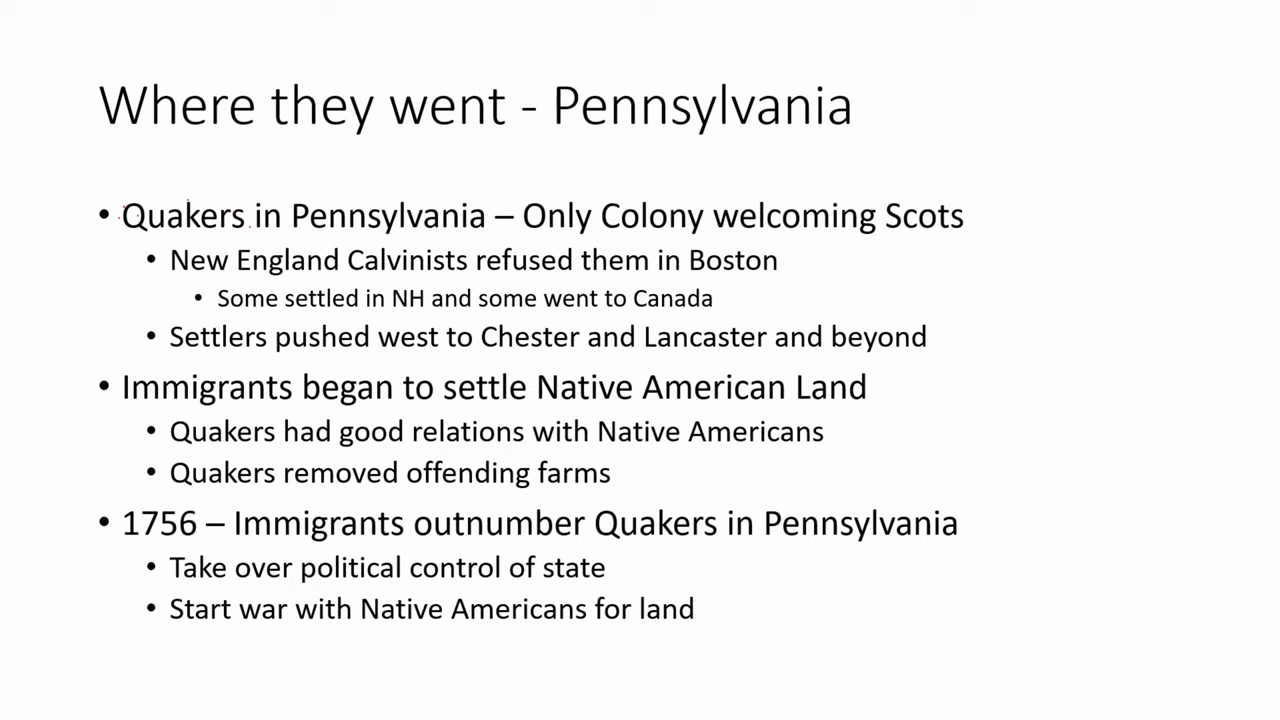 Where they went - Pennsylvania
• Quakers in Pennsylvania – Only Colony welcoming Scots
• New England Calvinists refused them in Boston
• Some settled in NH and some went to Canada
• Settlers pushed west to Chester and Lancaster and beyond
• Immigrants began to settle Native American Land
• Quakers had good relations with Native Americans
• Quakers removed offending farms
• 1756 – Immigrants outnumber Quakers in Pennsylvania
• Take over political control of state
• Start war with Native Americans for land